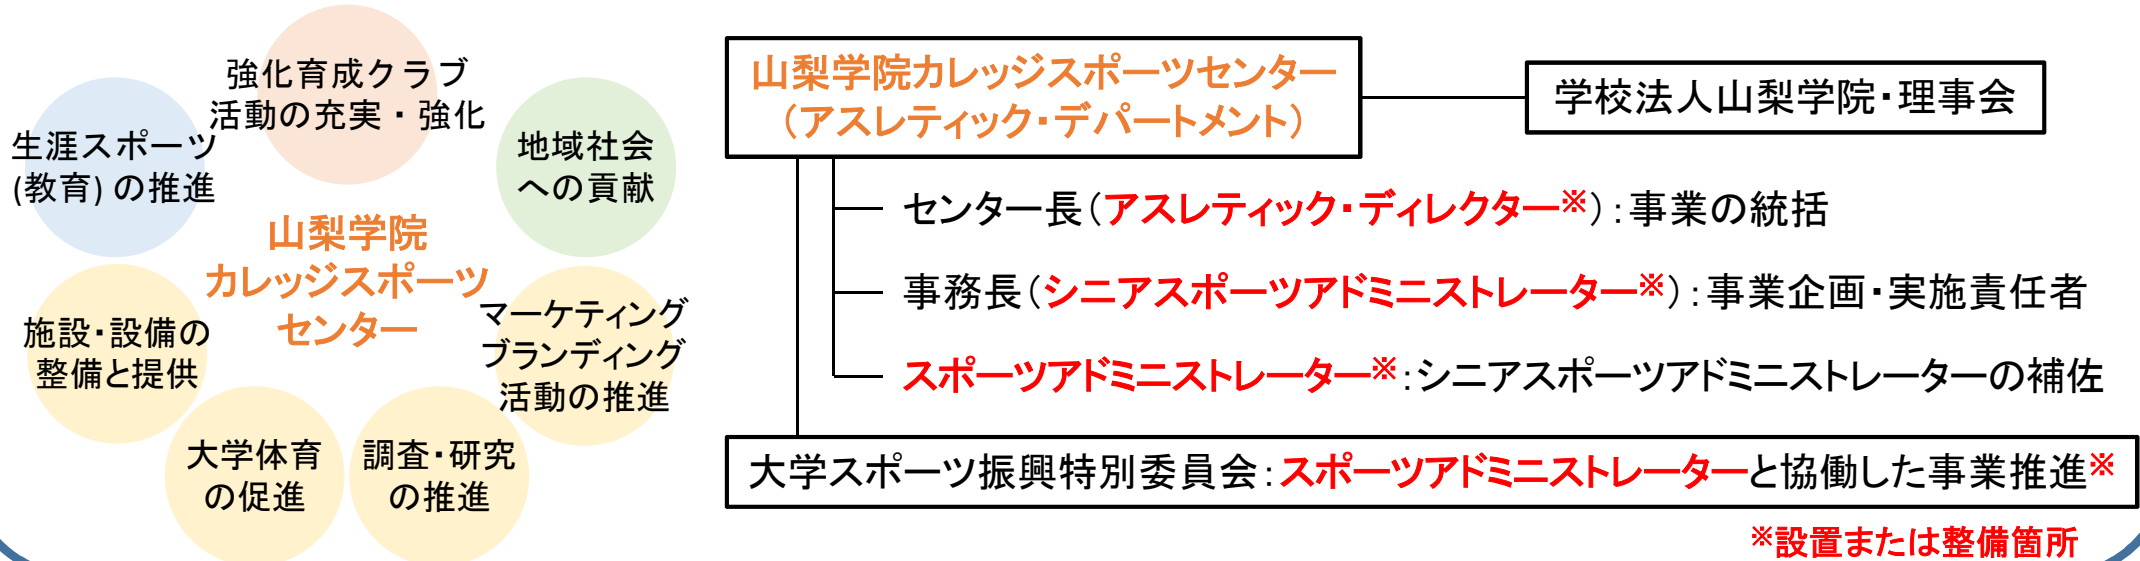 強化育成クラブ
活動の充実・強化
生涯スポーツ
(教育) の推進
地域社会
への貢献
山梨学院
カレッジスポーツ
センター
施設・設備の
整備と提供
マーケティング
ブランディング
活動の推進
大学体育
の促進
調査・研究
の推進
山梨学院カレッジスポーツセンター
（アスレティック・デパートメント）
学校法人山梨学院・理事会
センター長（アスレティック・ディレクター※）：事業の統括
事務長（シニアスポーツアドミニストレーター※）：事業企画・実施責任者
スポーツアドミニストレーター※：シニアスポーツアドミニストレーターの補佐
大学スポーツ振興特別委員会：スポーツアドミニストレーターと協働した事業推進※
※設置または整備箇所